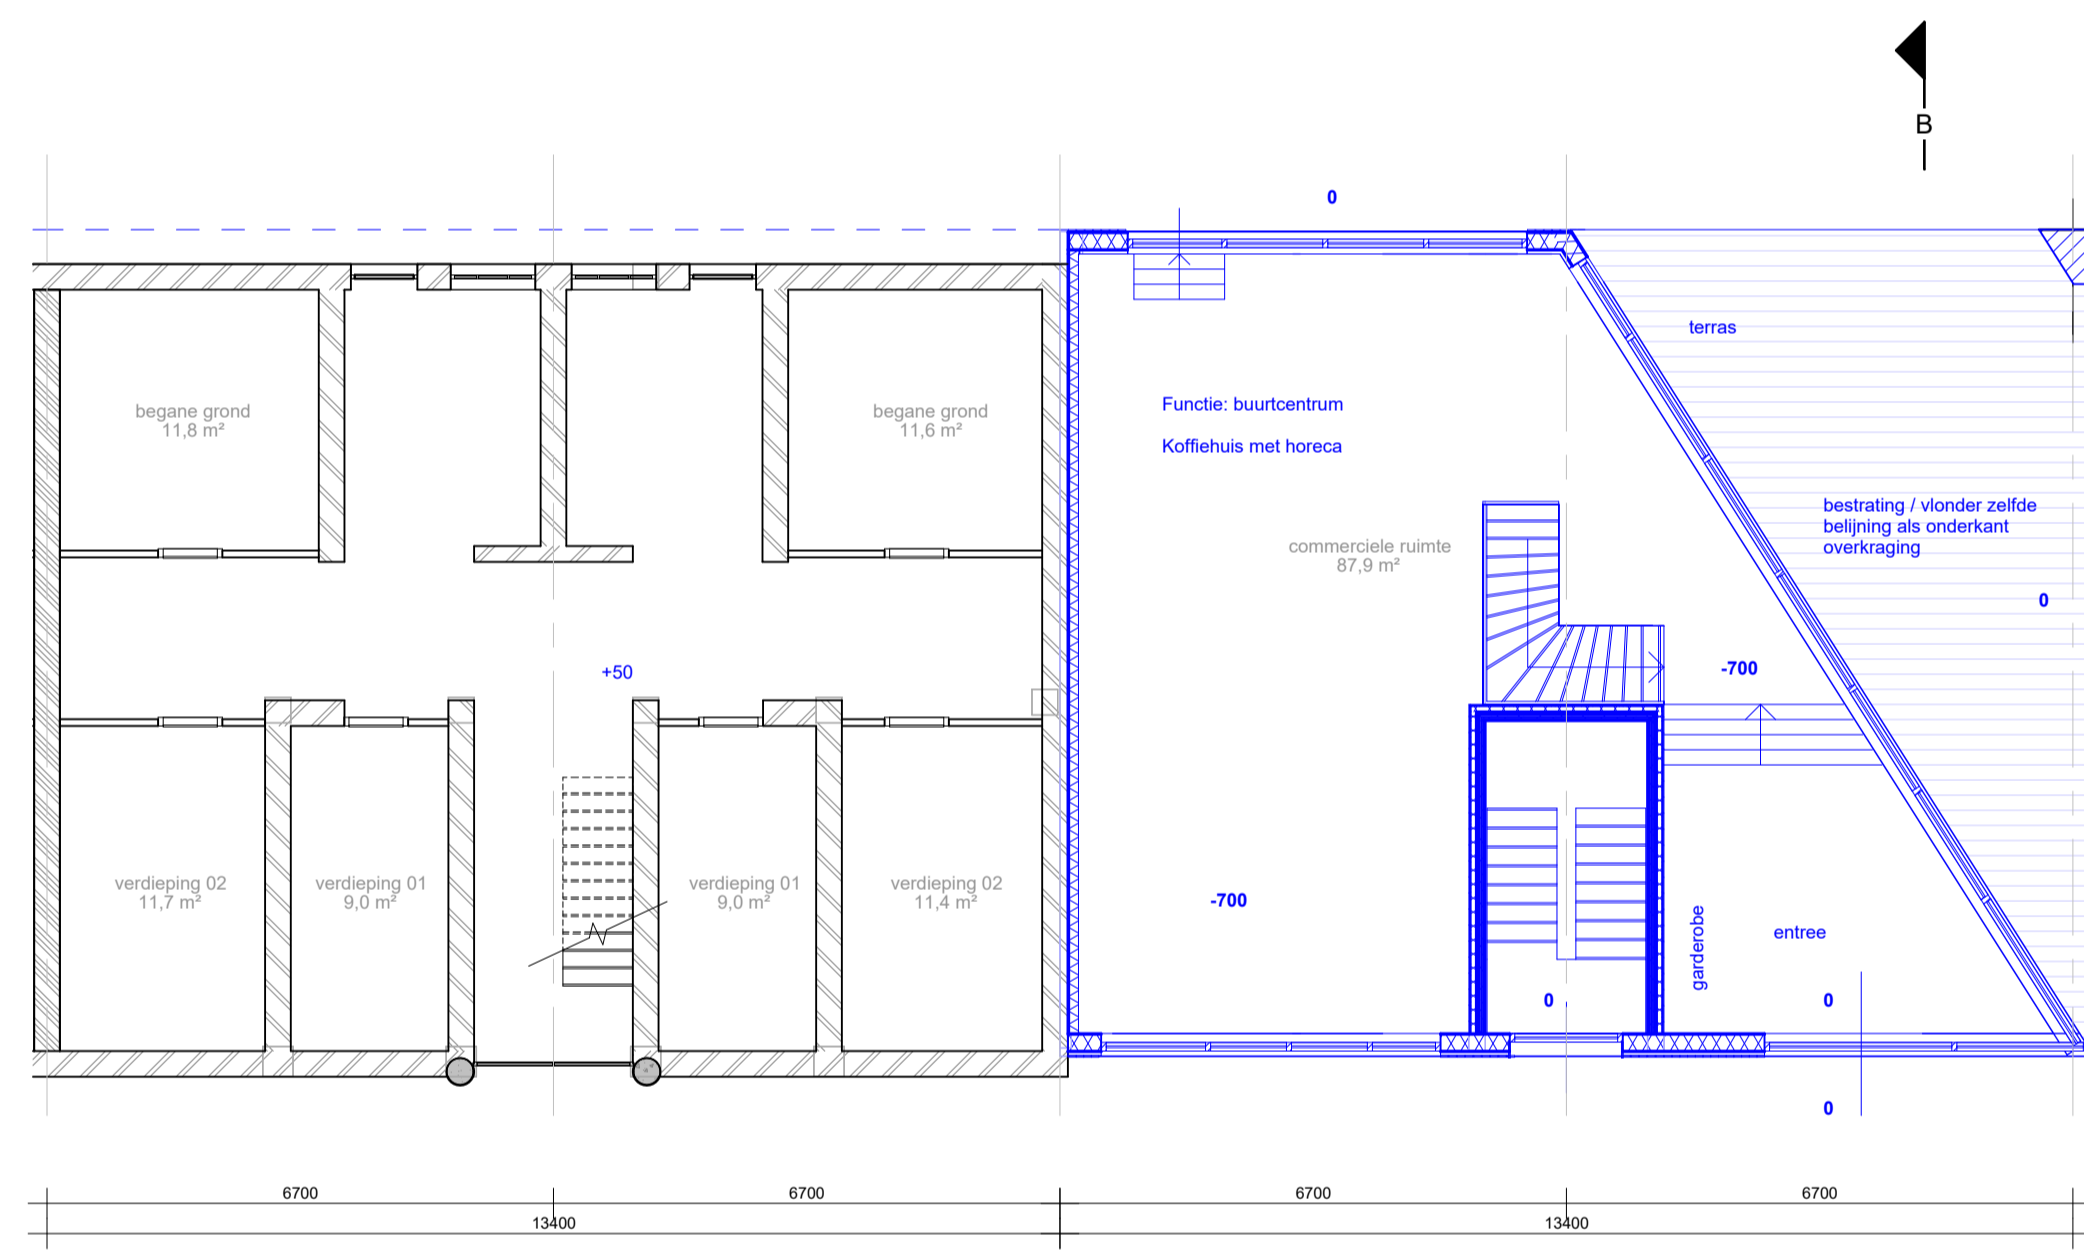 B
0
terras
begane grond
11,8 m²
begane grond
11,6 m²
Functie: buurtcentrum
Koffiehuis met horeca
bestrating / vlonder zelfde
belijning als onderkant
overkraging
commerciele ruimte
87,9 m²
0
+50
-700
verdieping 02
11,7 m²
verdieping 01
9,0 m²
verdieping 01
9,0 m²
verdieping 02
11,4 m²
-700
garderobe
entree
0
0
0
6700
6700
6700
6700
13400
13400